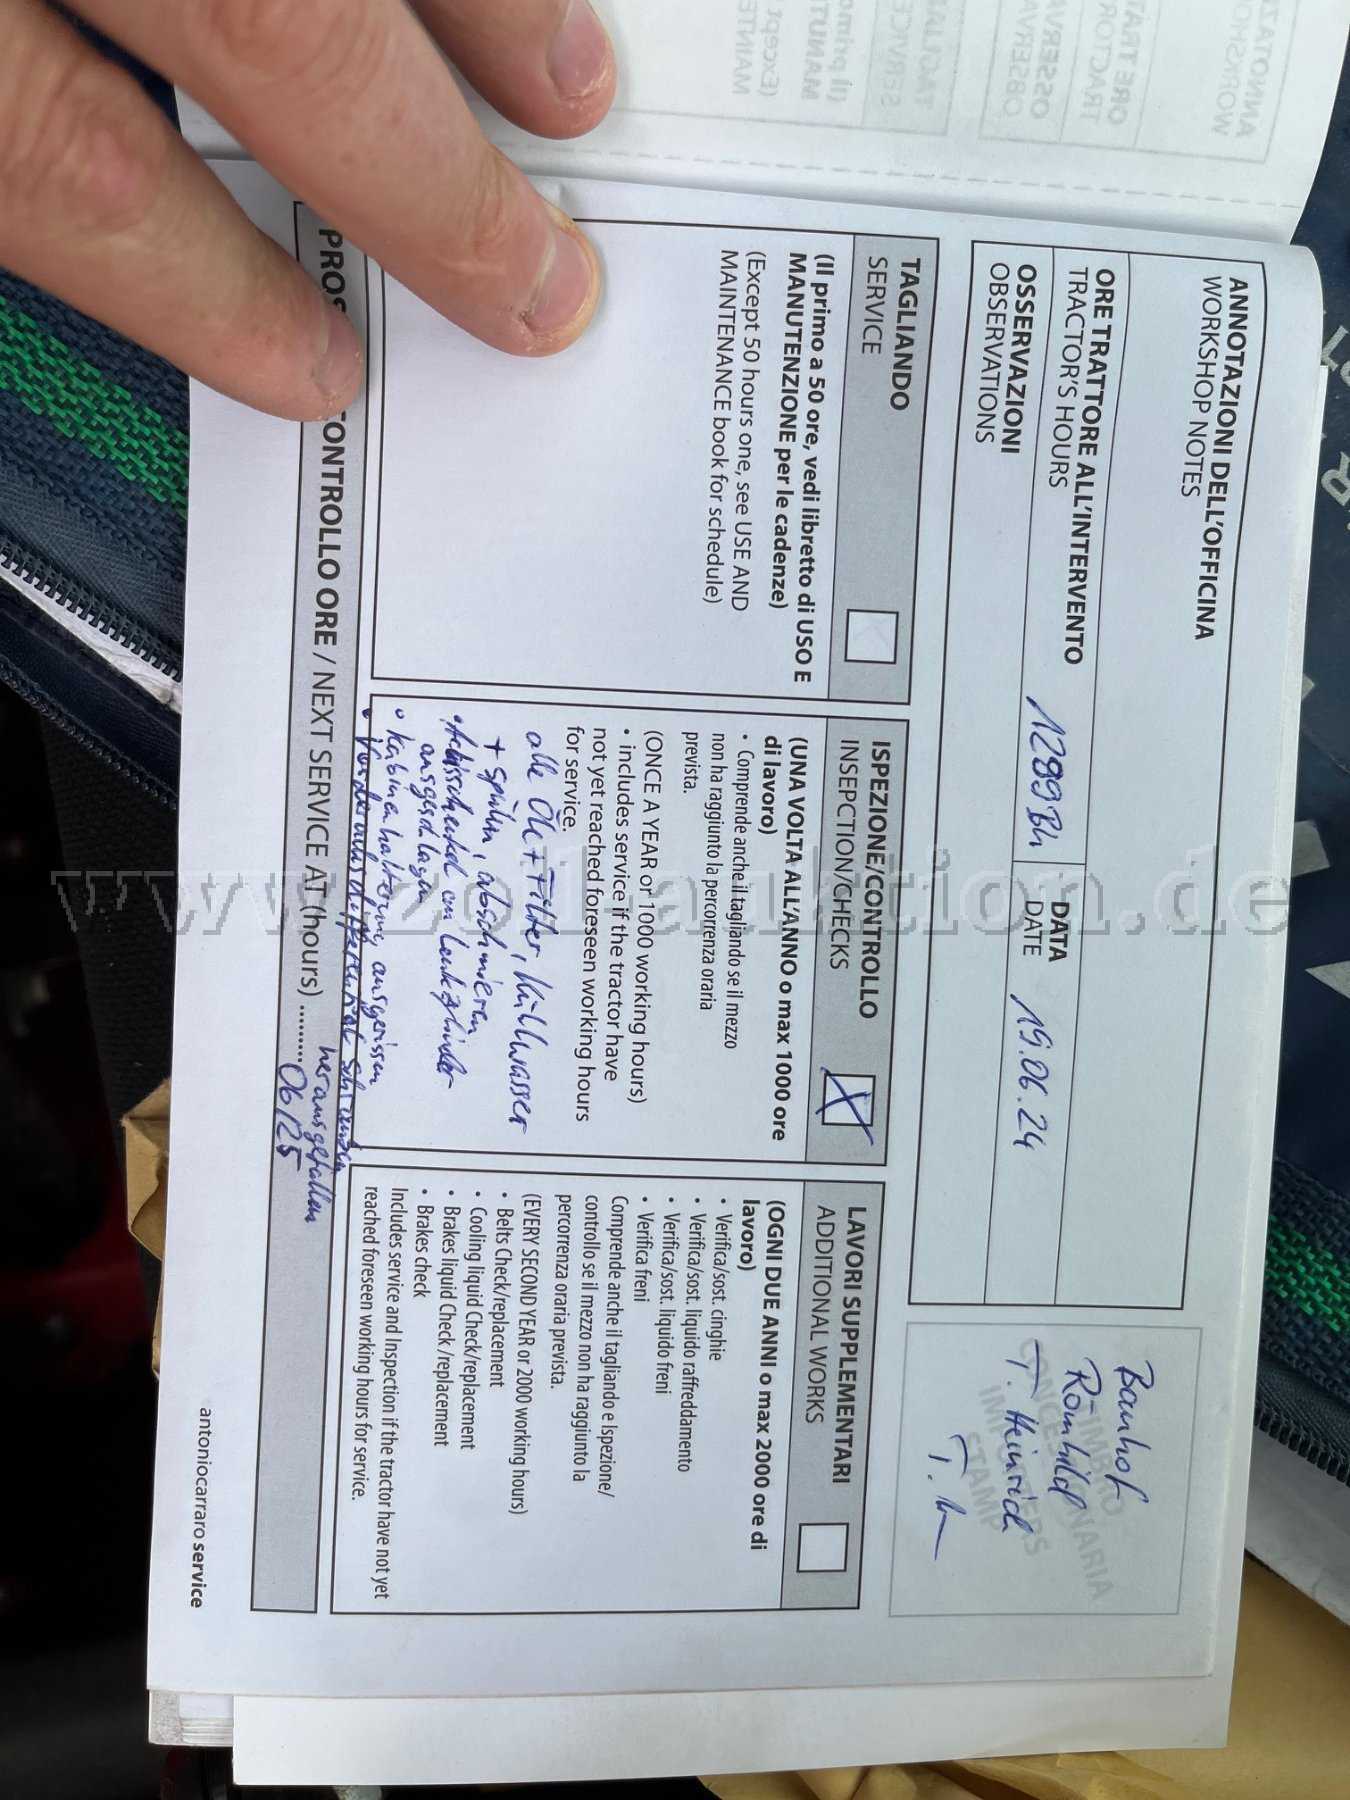 ANNOTAZIONI DELL'OFFICINA
WORKSHOP NOTES
ORE TRATTORE ALL'INTERVENTO
TRACTOR'S HOURS
1289 Bh
DATA
DATE
19.06.24
OSSERVAZIONI
OBSERVATIONS
TIMBRO
CONCESSIONARIA
IMPORTERS
STAMP
Bauhof
Römhild
T. Heinrich
TAGLIANDO
SERVICE
(Il primo a 50 ore, vedi libretto di USO E
MANUTENZIONE per le cadenze)
(Except 50 hours one, see USE AND
MAINTENANCE book for schedule)
ISPEZIONE/CONTROLLO
INSEPCTION/CHECKS
X
(UNA VOLTA ALL'ANNO o max 1000 ore
di lavoro)
• Comprende anche il tagliando se il mezzo
non ha raggiunto la percorrenza oraria
prevista.
(ONCE A YEAR or 1000 working hours)
• includes service if the tractor have
not yet reached foreseen working hours
for service.
alle Öle + Filter, Kühlwasser
+ spülen, abschmieren
• Achsschenkel am Lenkzylinder
ausgeschlagen
• Kabinenhalterung ausgerissen
• Vorderachsdifferential Schrauben
herausgefallen
LAVORI SUPPLEMENTARI
ADDITIONAL WORKS
(OGNI DUE ANNI o max 2000 ore di
lavoro)
• Verifica/sost. cinghie
• Verifica/sost. liquido raffreddamento
• Verifica/sost. liquido freni
• Verifica freni
Comprende anche il tagliando e Ispezione/
controllo se il mezzo non ha raggiunto la
percorrenza oraria prevista.
(EVERY SECOND YEAR or 2000 working hours)
• Belts Check/replacement
• Cooling liquid Check/replacement
• Brakes liquid Check /replacement
• Brakes check
Includes service and Inspection if the tractor have not yet
reached foreseen working hours for service.
CONTROLLO ORE / NEXT SERVICE AT (hours) .........
06/25
antoniocarraro service
www.zoll-auktion.de